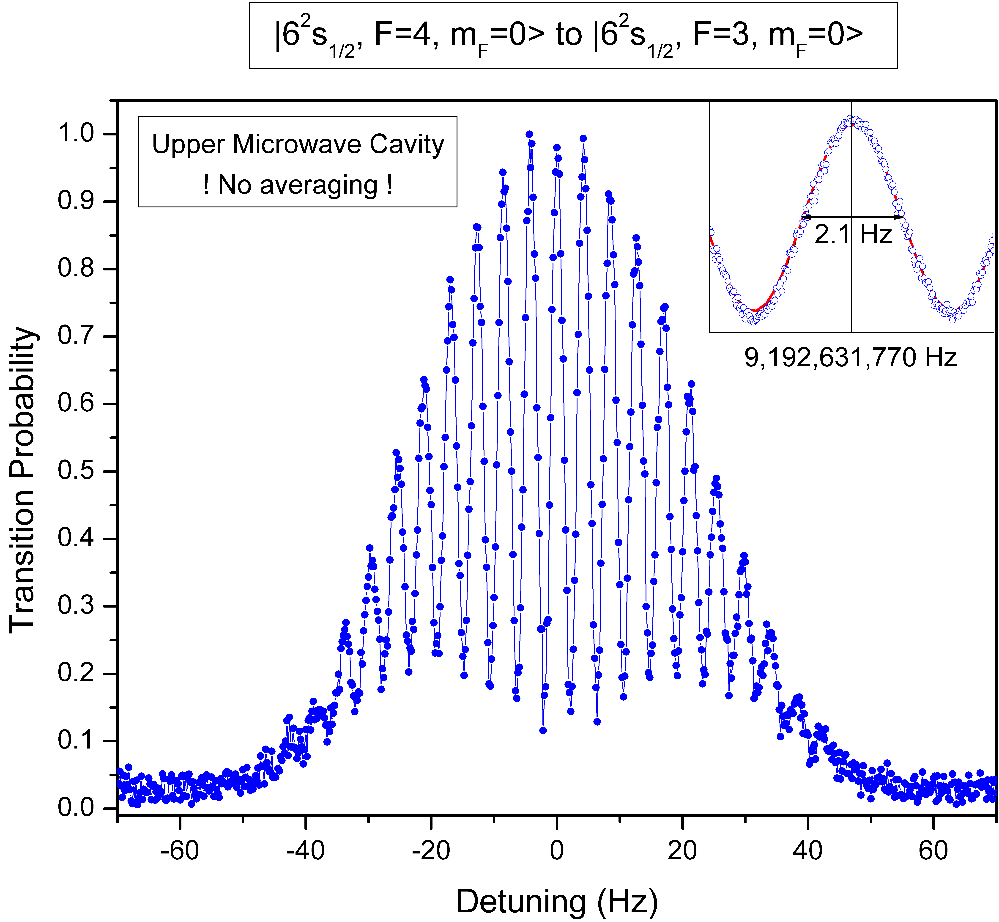 |6²s₁/₂, F=4, m_F=0> to |6²s₁/₂, F=3, m_F=0>
Upper Microwave Cavity
! No averaging !
2.1 Hz
9,192,631,770 Hz
Transition Probability
1.0
0.9
0.8
0.7
0.6
0.5
0.4
0.3
0.2
0.1
0.0
-60 -40 -20 0 20 40 60
Detuning (Hz)